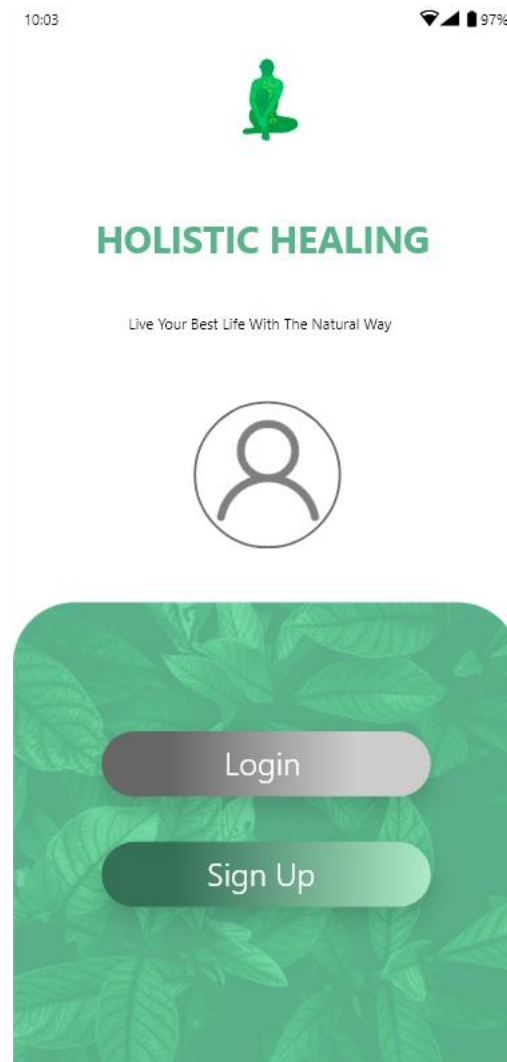 10:03
97%
HOLISTIC HEALING
Live Your Best Life With The Natural Way
Login
Sign Up